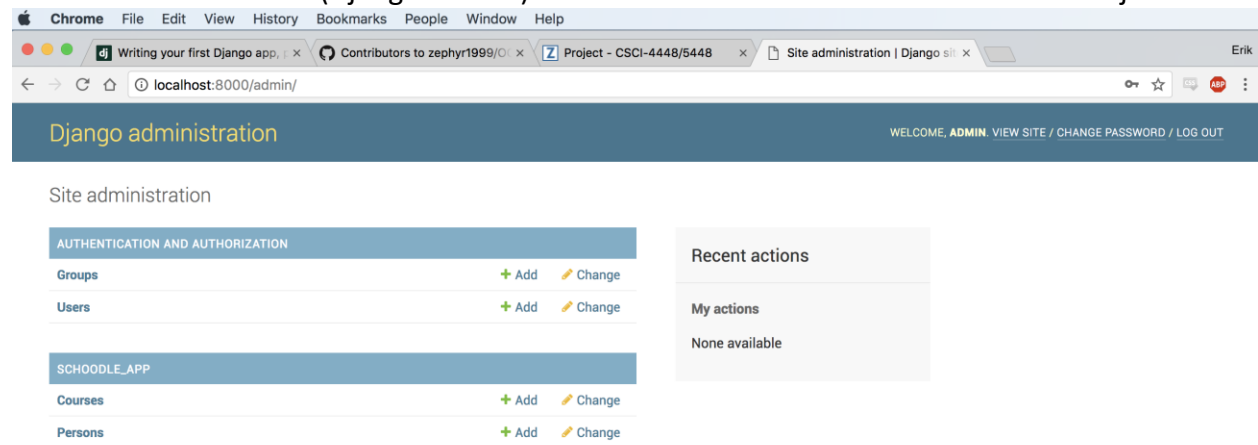 Chrome File Edit View History Bookmarks People Window Help
Writing your first Django app, Contributors to zephyr1999/O Project - CSCI-4448/5448 Site administration | Django sit Erik
localhost:8000/admin/ ABP
Django administration WELCOME, ADMIN. VIEW SITE / CHANGE PASSWORD / LOG OUT
Site administration
AUTHENTICATION AND AUTHORIZATION
Recent actions
Groups + Add Change
Users + Add Change
My actions
None available
SCHOODLE_APP
Courses + Add Change
Persons + Add Change